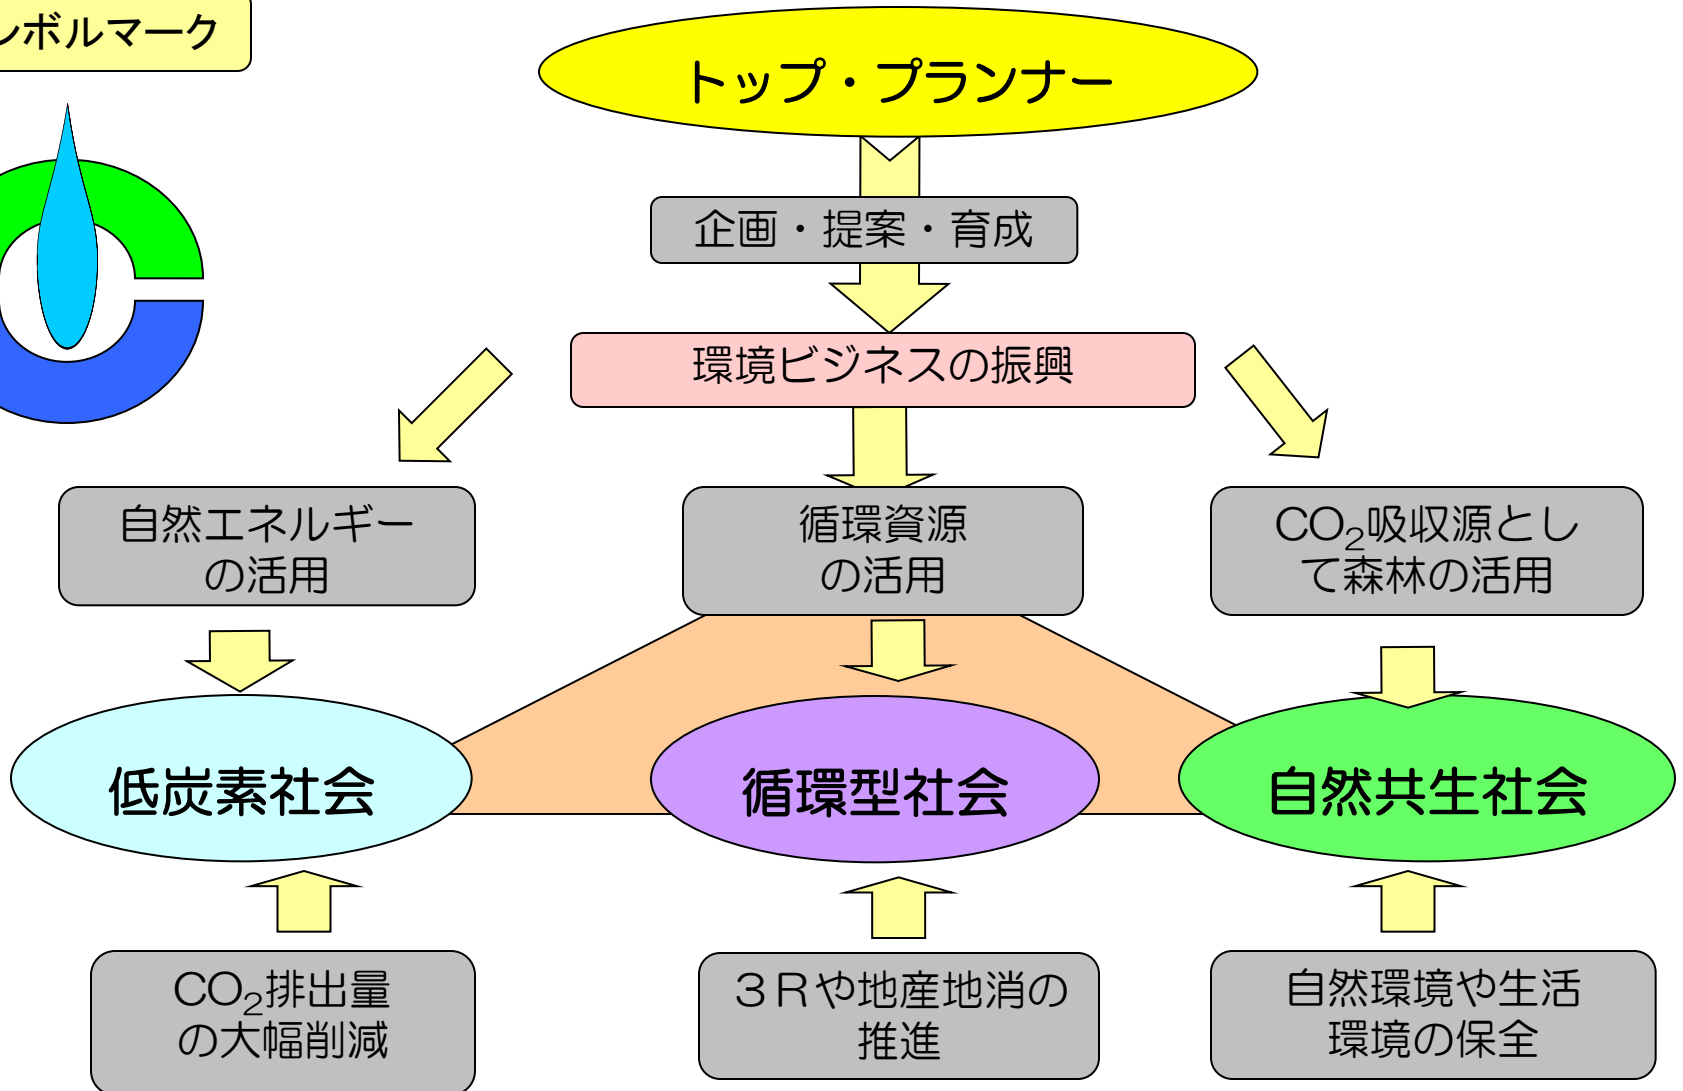 ンボルマーク
トップ・プランナー
企画・提案・育成
環境ビジネスの振興
自然エネルギー
の活用
循環資源
の活用
CO₂吸収源とし
て森林の活用
低炭素社会
循環型社会
自然共生社会
CO₂排出量
の大幅削減
３Ｒや地産地消の
推進
自然環境や生活
環境の保全